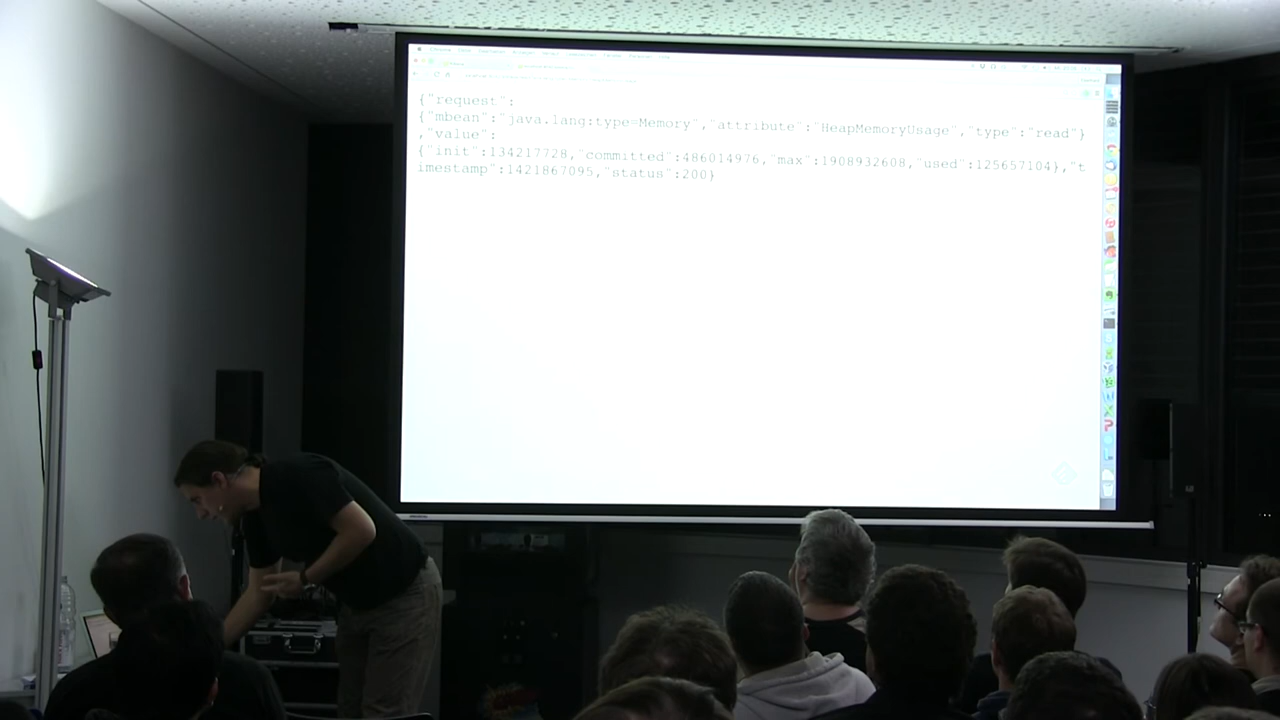 {"request":
{"mbean":"java.lang:type=Memory","attribute":"HeapMemoryUsage","type":"read"}
,"value":
{"init":134217728,"committed":486014976,"max":1908932608,"used":125657104},"t
imestamp":1421867095,"status":200}